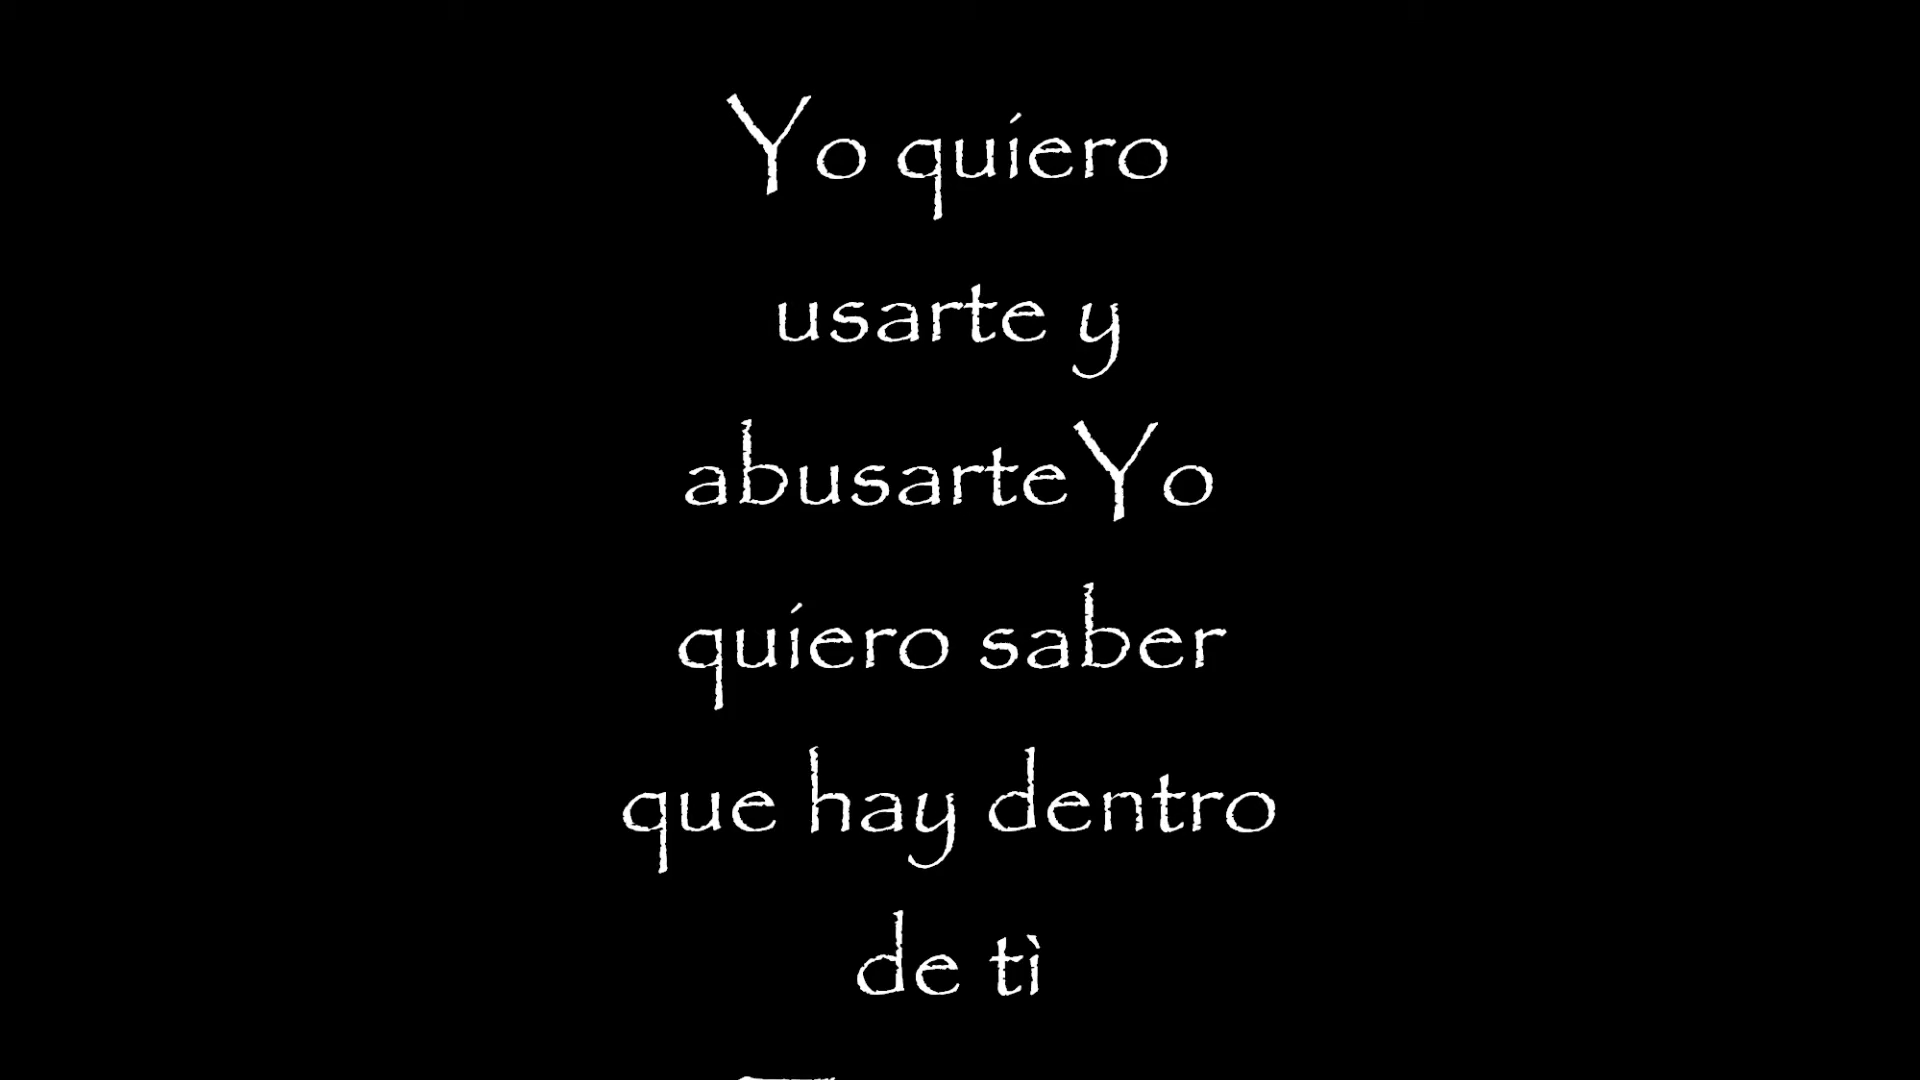 Yo quiero
usarte y
abusarteYo
quiero saber
que hay dentro
de tì